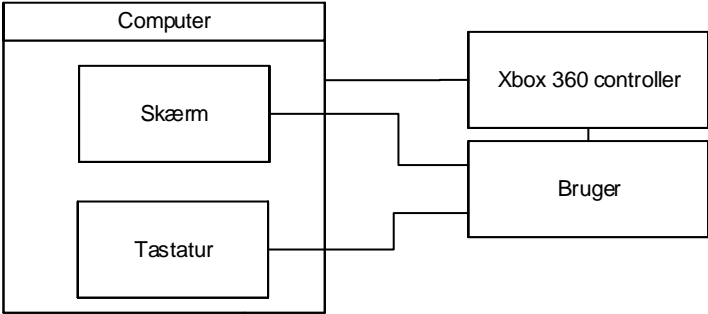 Computer
Skærm
Tastatur
Xbox 360 controller
Bruger